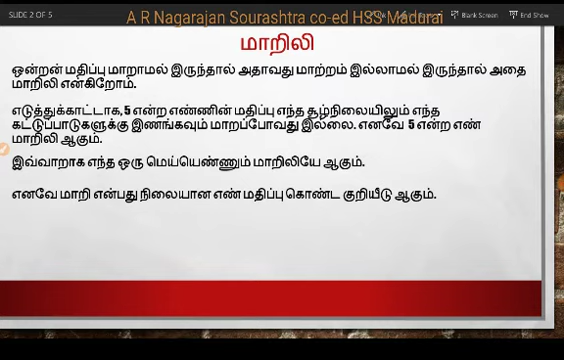 SLIDE 2 OF 5
A R Nagarajan Sourashtra co-ed HSS Madurai
Blank Screen
End Show
மாறிலி
ஒன்றன் மதிப்பு மாறாமல் இருந்தால் அதாவது மாற்றம் இல்லாமல் இருந்தால் அதை
மாறிலி என்கிறோம்.
எடுத்துக்காட்டாக, 5 என்ற எண்ணின் மதிப்பு எந்த சூழ்நிலையிலும் எந்த
கட்டுப்பாடுகளுக்கு இணங்கவும் மாறப்போவது இல்லை. எனவே 5 என்ற எண்
மாறிலி ஆகும்.
இவ்வாறாக எந்த ஒரு மெய்யெண்ணும் மாறிலியே ஆகும்.
எனவே மாறி என்பது நிலையான எண் மதிப்பு கொண்ட குறியீடு ஆகும்.